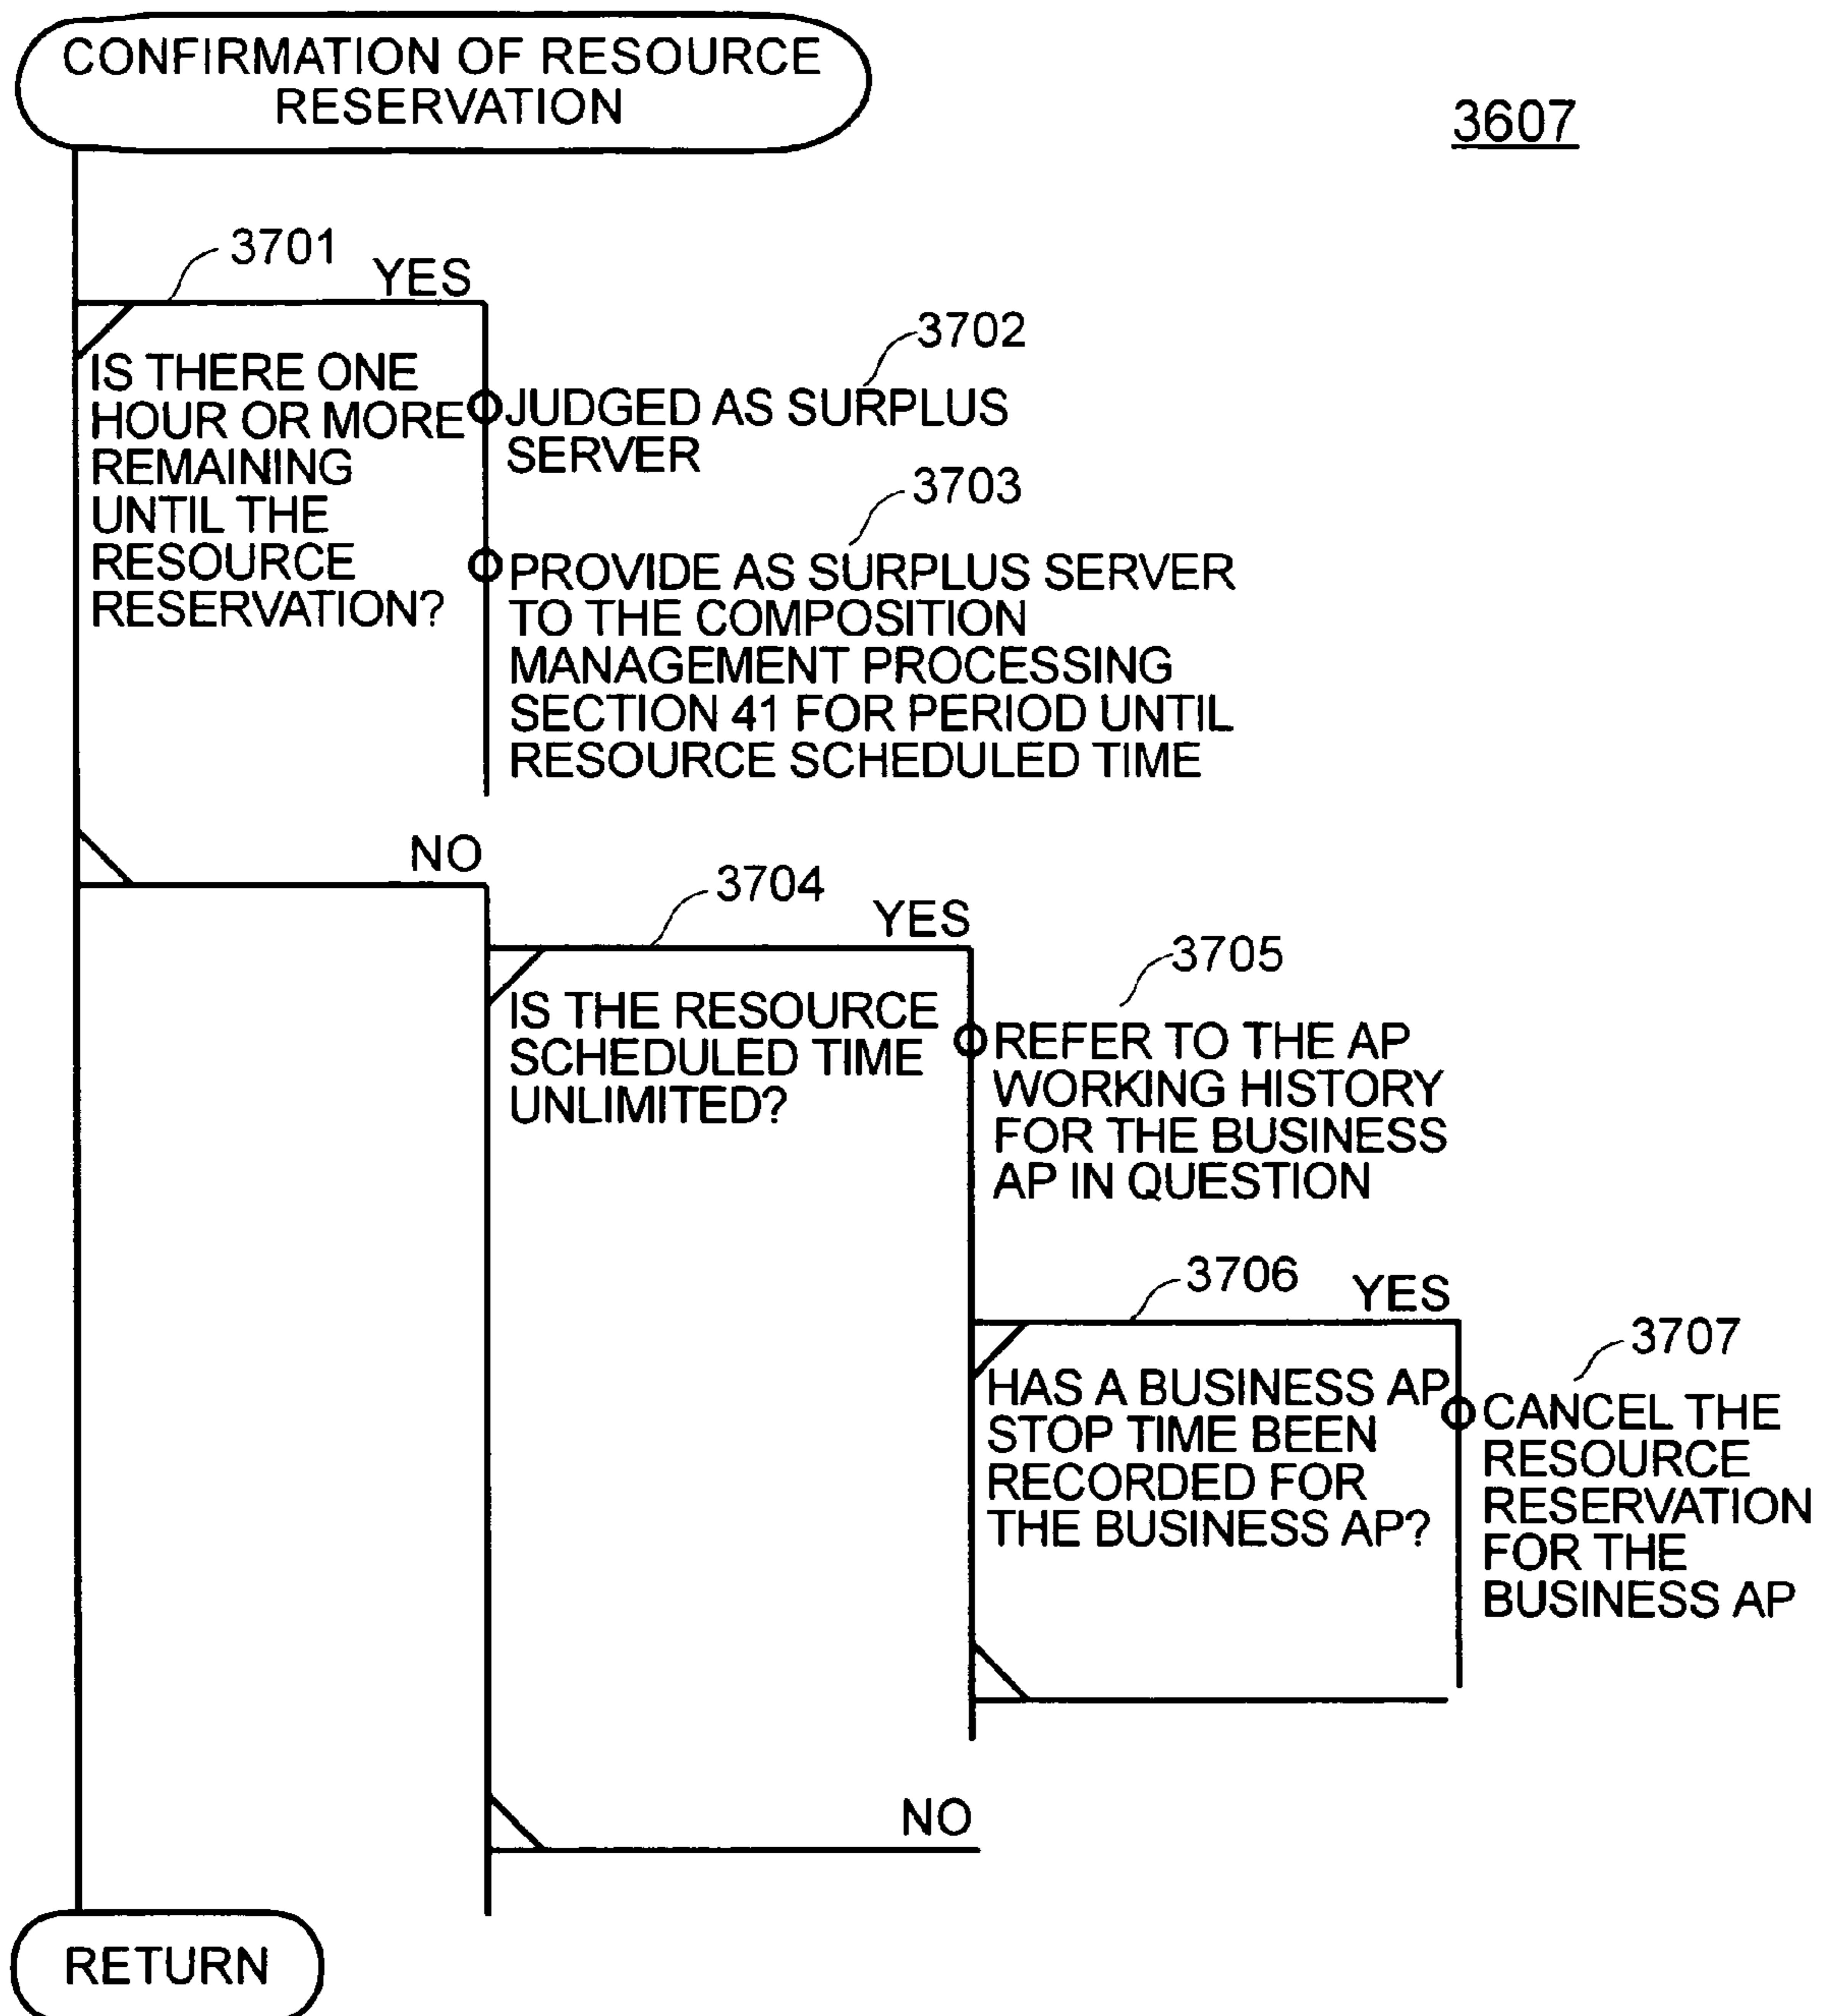 CONFIRMATION OF RESOURCE
RESERVATION
3607
3701
YES
IS THERE ONE
HOUR OR MORE
REMAINING
UNTIL THE
RESOURCE
RESERVATION?
3702
JUDGED AS SURPLUS
SERVER
3703
PROVIDE AS SURPLUS SERVER
TO THE COMPOSITION
MANAGEMENT PROCESSING
SECTION 41 FOR PERIOD UNTIL
RESOURCE SCHEDULED TIME
NO
3704
YES
IS THE RESOURCE
SCHEDULED TIME
UNLIMITED?
3705
REFER TO THE AP
WORKING HISTORY
FOR THE BUSINESS
AP IN QUESTION
3706
YES
HAS A BUSINESS AP
STOP TIME BEEN
RECORDED FOR
THE BUSINESS AP?
3707
CANCEL THE
RESOURCE
RESERVATION
FOR THE
BUSINESS AP
NO
RETURN